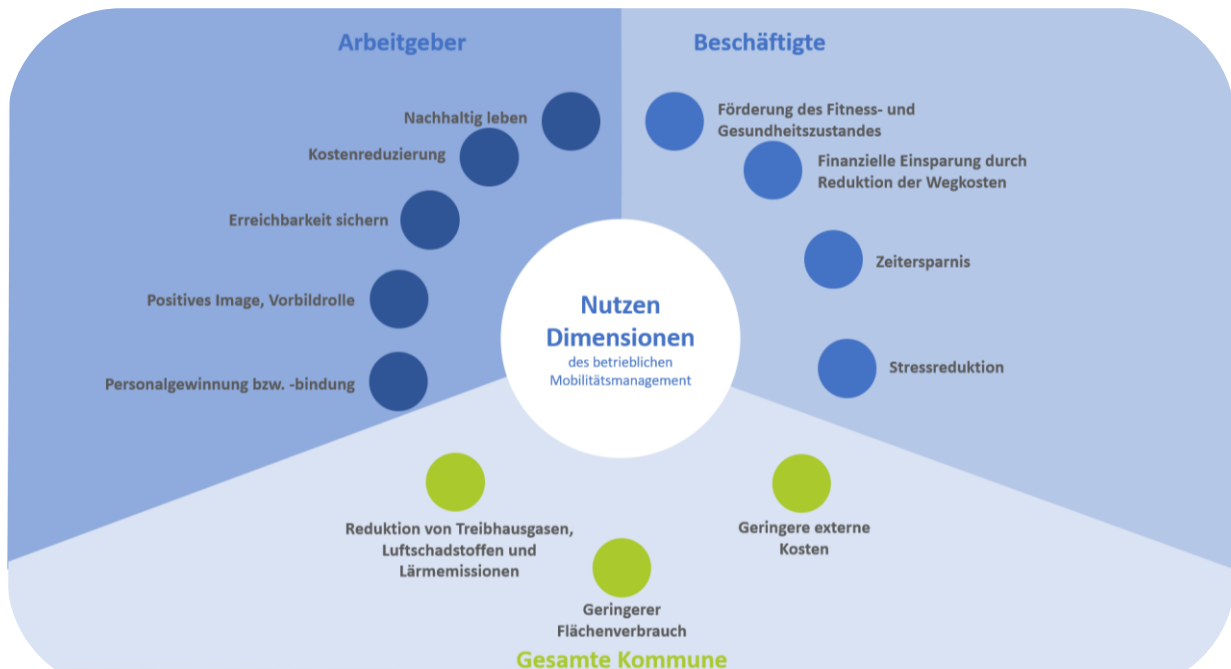 Arbeitgeber
Nachhaltig leben
Kostenreduzierung
Erreichbarkeit sichern
Positives Image, Vorbildrolle
Personalgewinnung bzw. -bindung
Beschäftigte
Förderung des Fitness- und
Gesundheitszustandes
Finanzielle Einsparung durch
Reduktion der Wegkosten
Zeitersparnis
Stressreduktion
Nutzen
Dimensionen
des betrieblichen
Mobilitätsmanagement
Reduktion von Treibhausgasen,
Luftschadstoffen und
Lärmemissionen
Geringerer
Flächenverbrauch
Geringere externe
Kosten
Gesamte Kommune